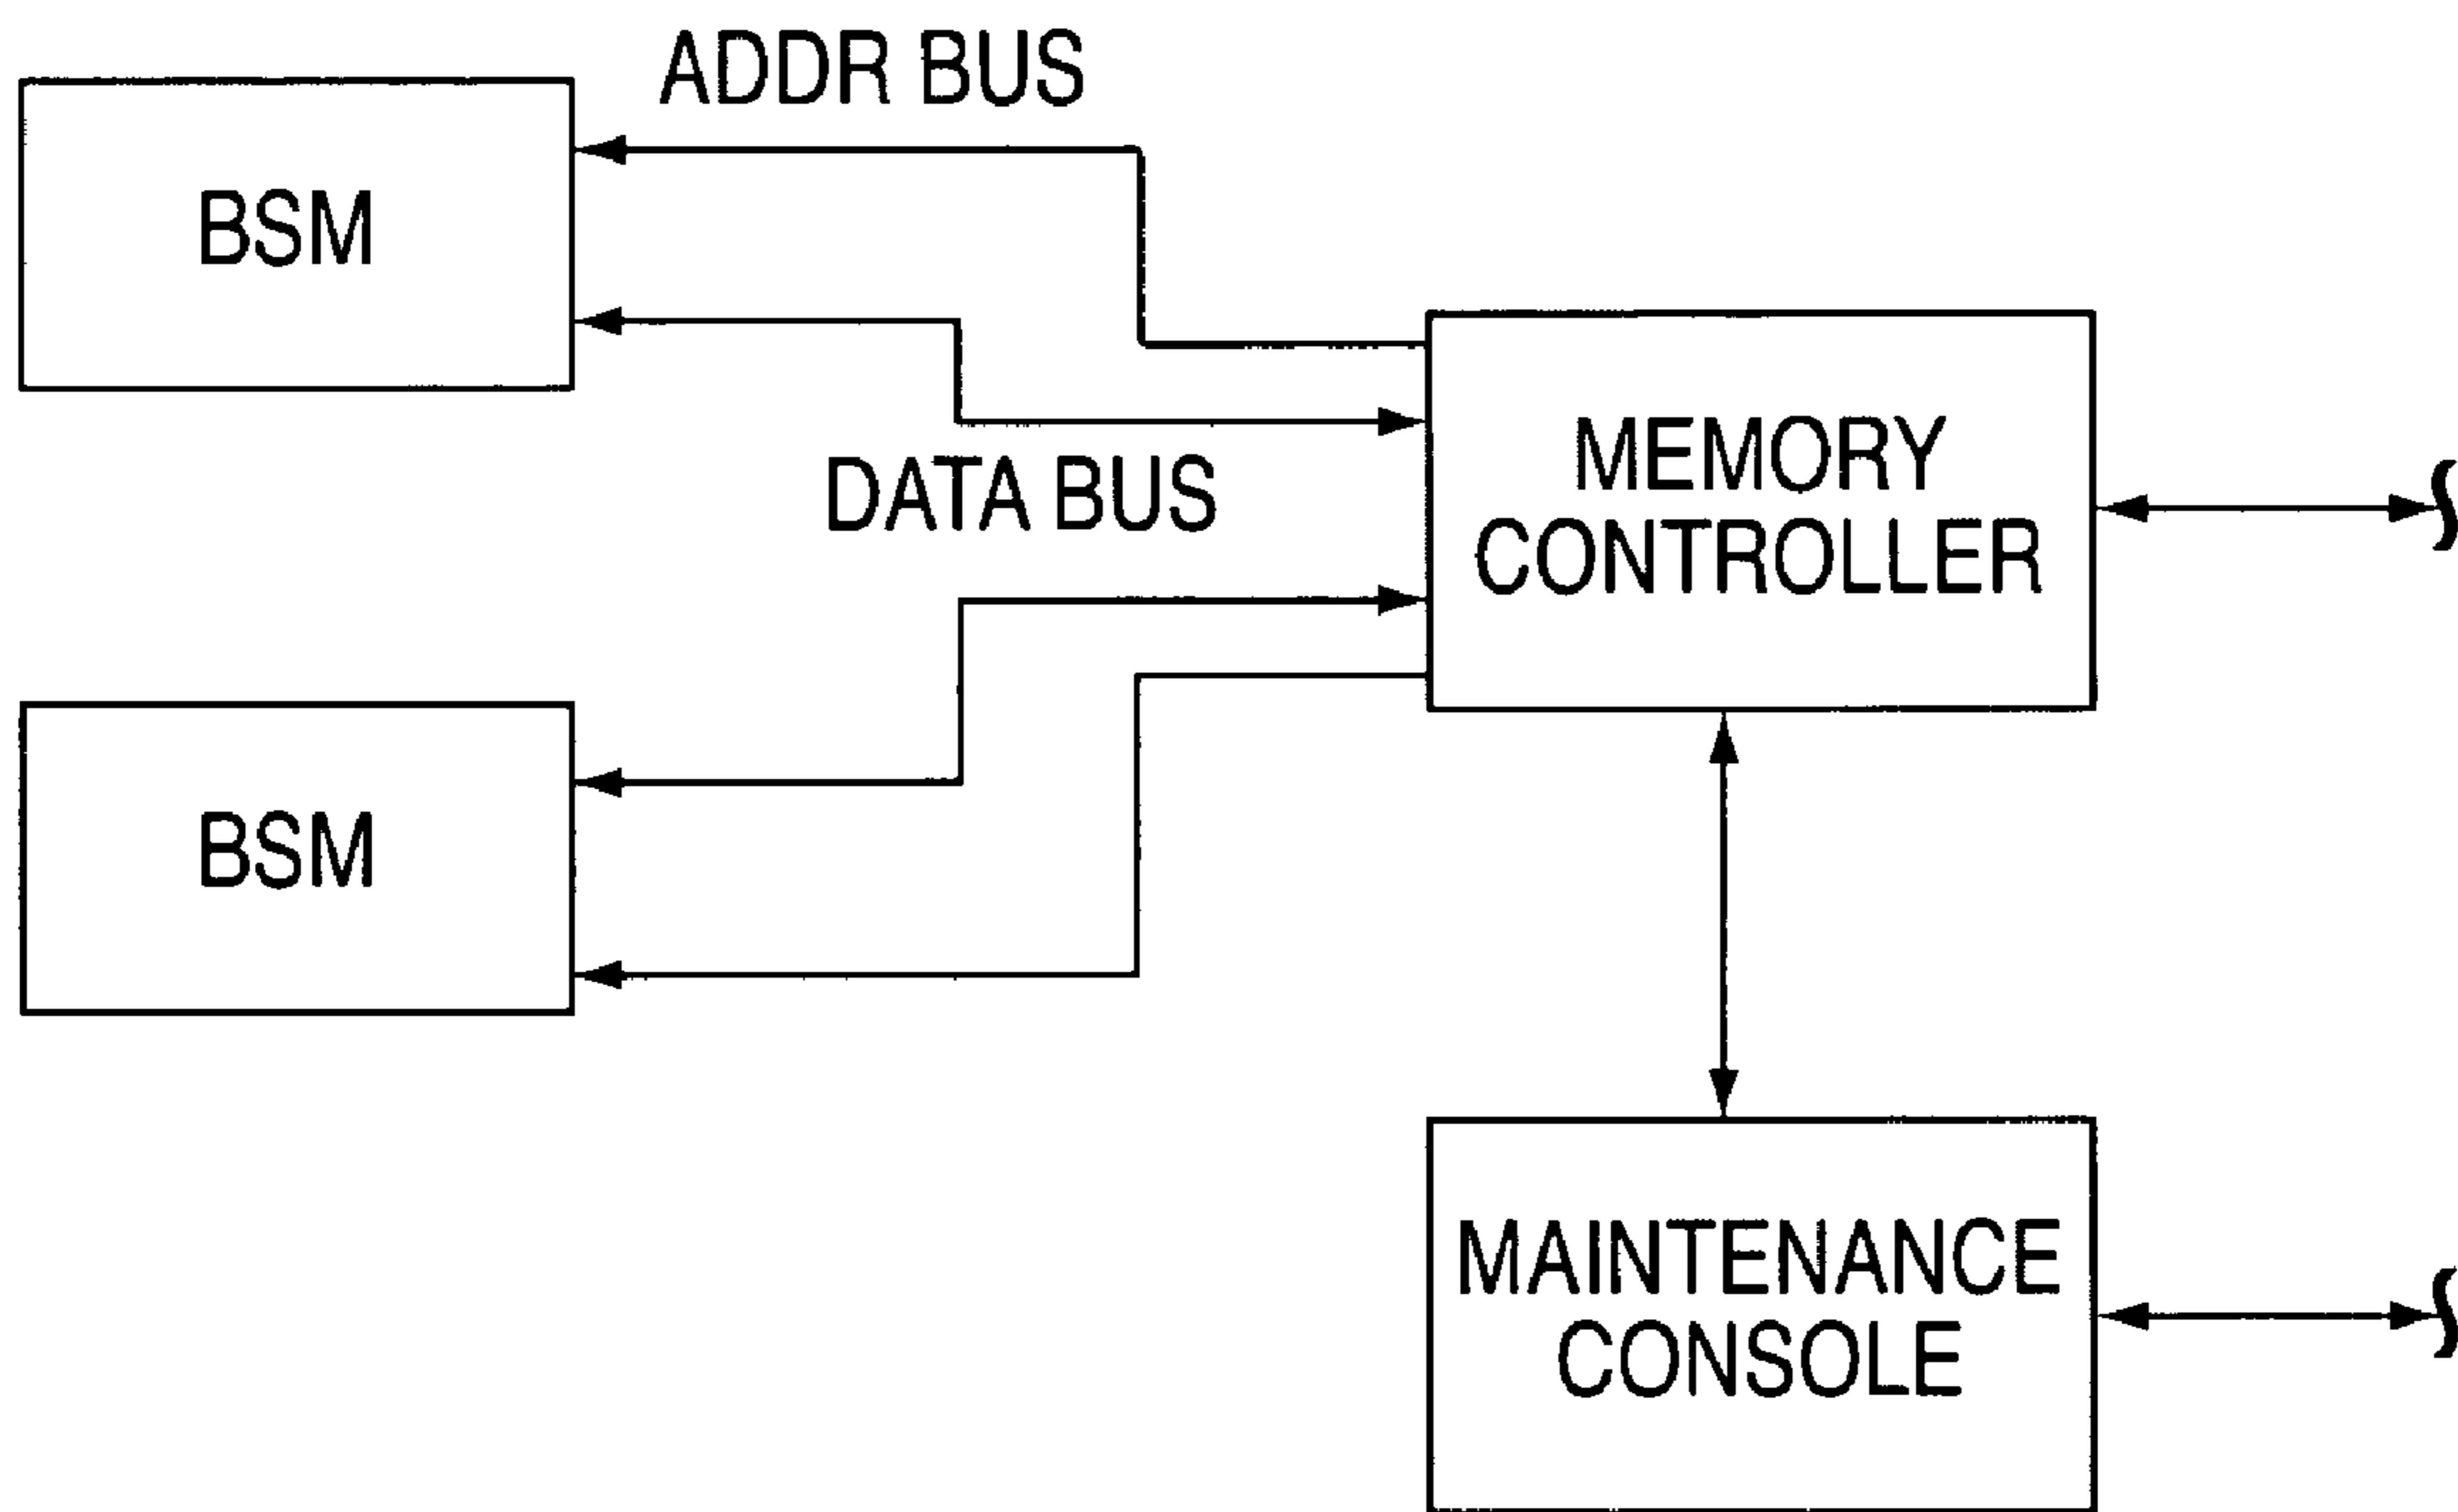 ADDR BUS
BSM
DATA BUS
MEMORY
CONTROLLER
BSM
MAINTENANCE
CONSOLE